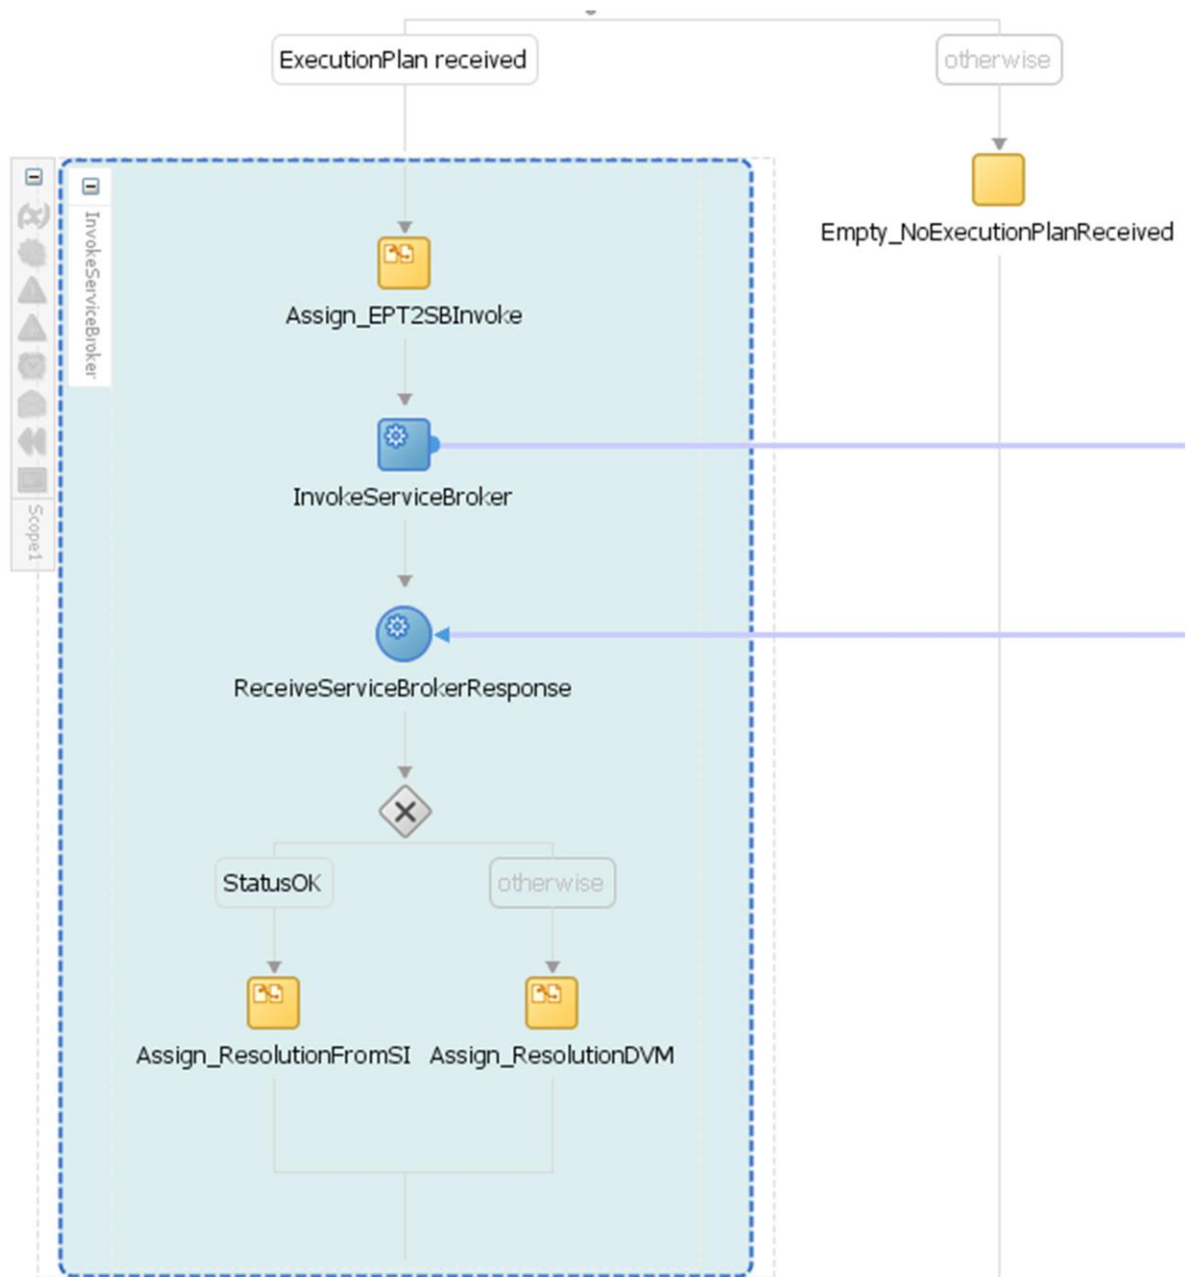 ExecutionPlan received
otherwise
Empty_NoExecutionPlanReceived
InvokeServiceBroker
Scope1
Assign_EPT2SBInvoke
InvokeServiceBroker
ReceiveServiceBrokerResponse
StatusOK
otherwise
Assign_ResolutionFromSI
Assign_ResolutionDVM